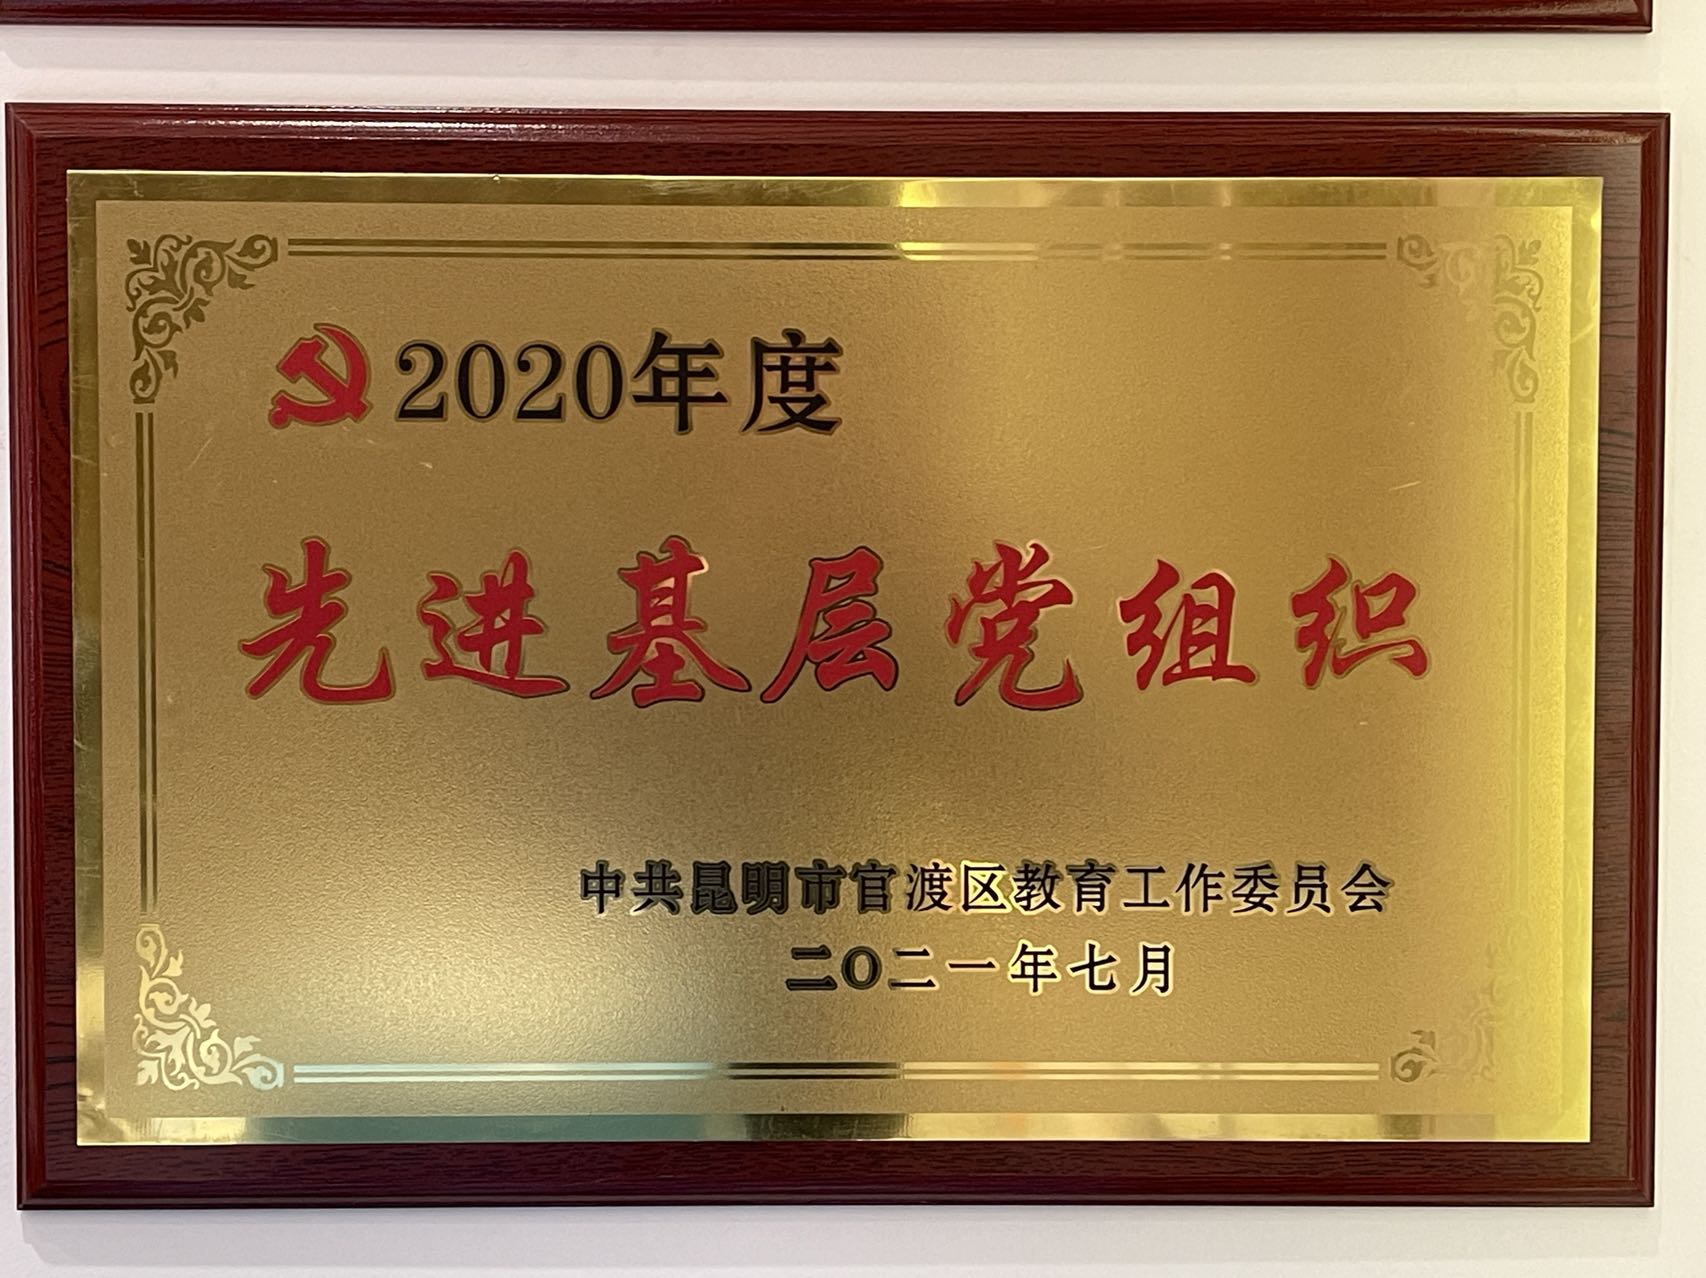 2020年度
先进基层党组织
中共昆明市官渡区教育工作委员会
二〇二一年七月